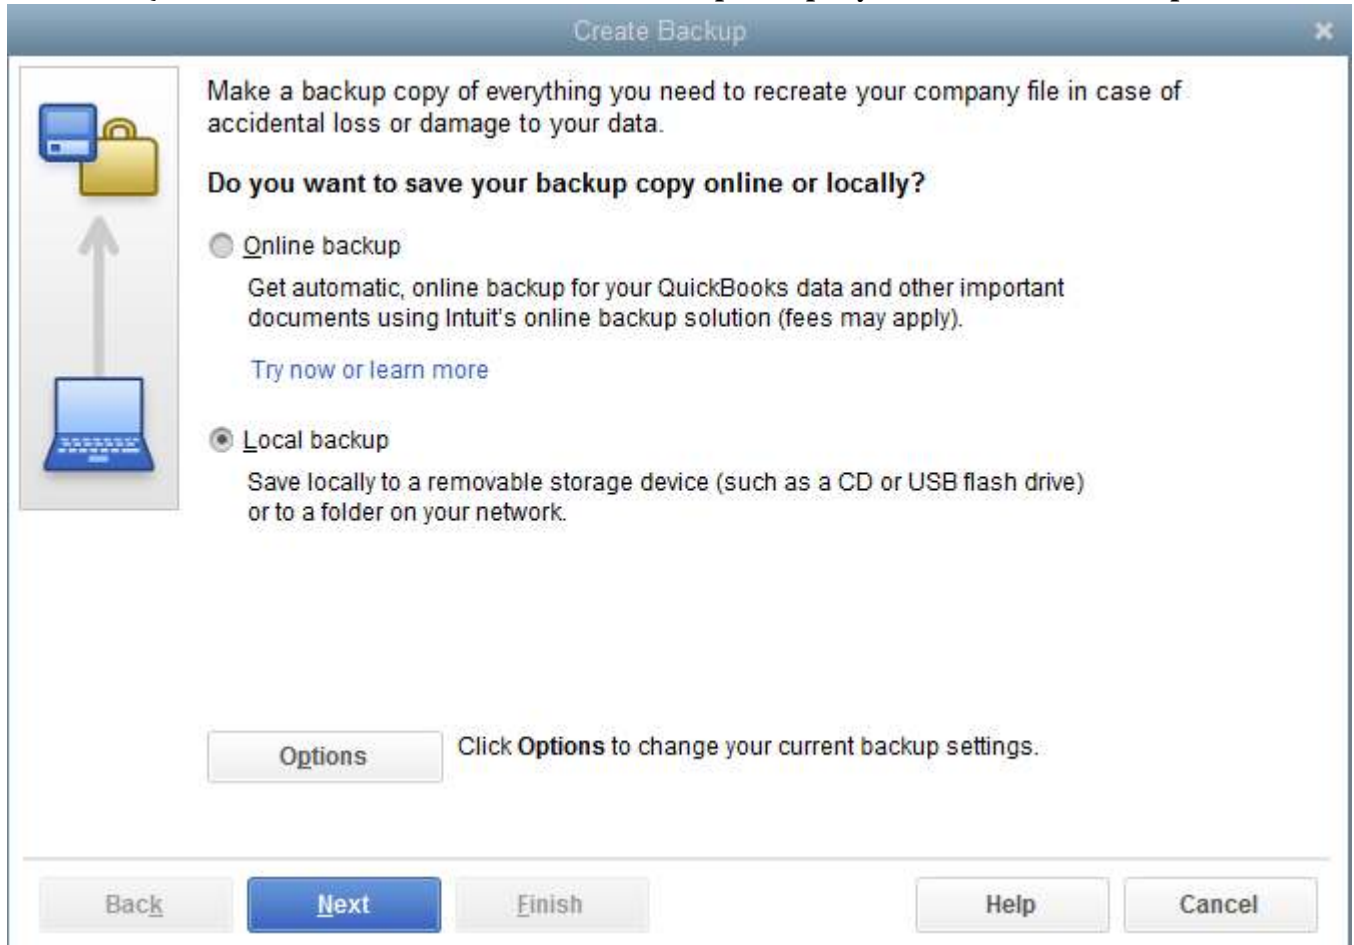 Create Backup
Make a backup copy of everything you need to recreate your company file in case of
accidental loss or damage to your data.
Do you want to save your backup copy online or locally?
Online backup
Get automatic, online backup for your QuickBooks data and other important
documents using Intuit's online backup solution (fees may apply).
Try now or learn more
Local backup
Save locally to a removable storage device (such as a CD or USB flash drive)
or to a folder on your network.
Options Click Options to change your current backup settings.
Back Next Finish Help Cancel